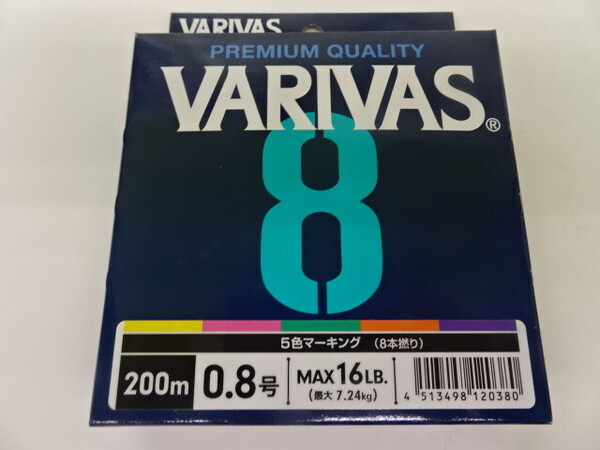 VARIVAS
PREMIUM QUALITY
VARIVAS®
8
5色マーキング (8本撚り)
200m
0.8号
MAX16LB.
(最大 7.24kg)
4 513498 120380